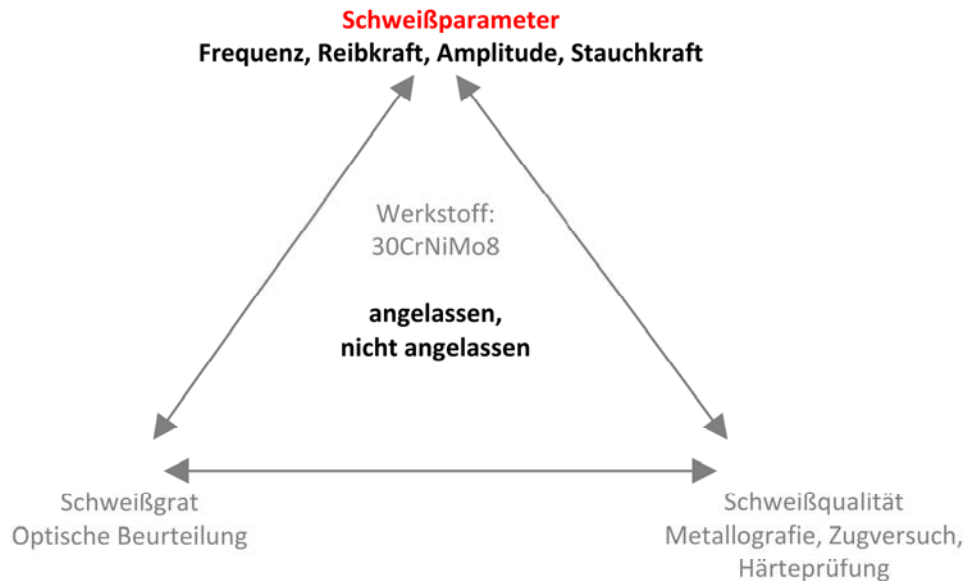 Schweißparameter
Frequenz, Reibkraft, Amplitude, Stauchkraft
Werkstoff:
30CrNiMo8
angelassen,
nicht angelassen
Schweißgrat
Optische Beurteilung
Schweißqualität
Metallografie, Zugversuch,
Härteprüfung